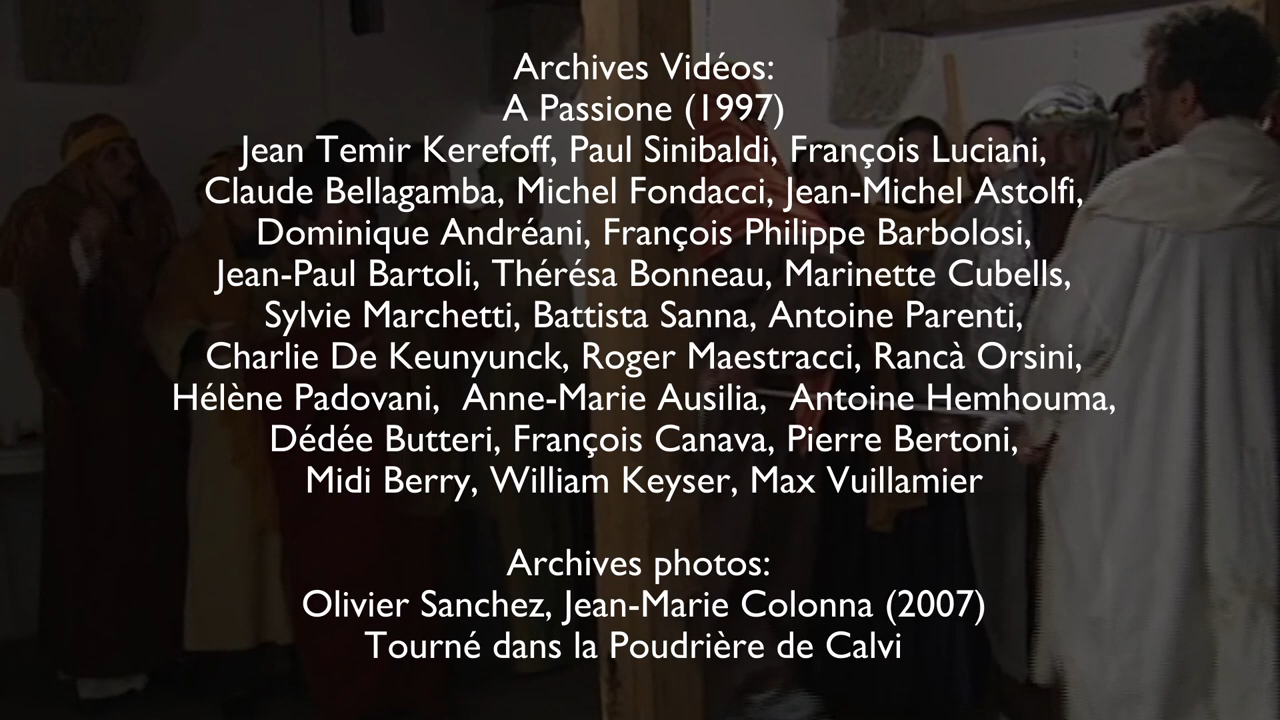 Archives Vidéos:
A Passione (1997)
Jean Temir Kerefoff, Paul Sinibaldi, François Luciani,
Claude Bellagamba, Michel Fondacci, Jean-Michel Astolfi,
Dominique Andréani, François Philippe Barbolosi,
Jean-Paul Bartoli, Thérésa Bonneau, Marinette Cubells,
Sylvie Marchetti, Battista Sanna, Antoine Parenti,
Charlie De Keunyunck, Roger Maestracci, Rancà Orsini,
Hélène Padovani, Anne-Marie Ausilia, Antoine Hemhouma,
Dédée Butteri, François Canava, Pierre Bertoni,
Midi Berry, William Keyser, Max Vuillamier
Archives photos:
Olivier Sanchez, Jean-Marie Colonna (2007)
Tourné dans la Poudrière de Calvi